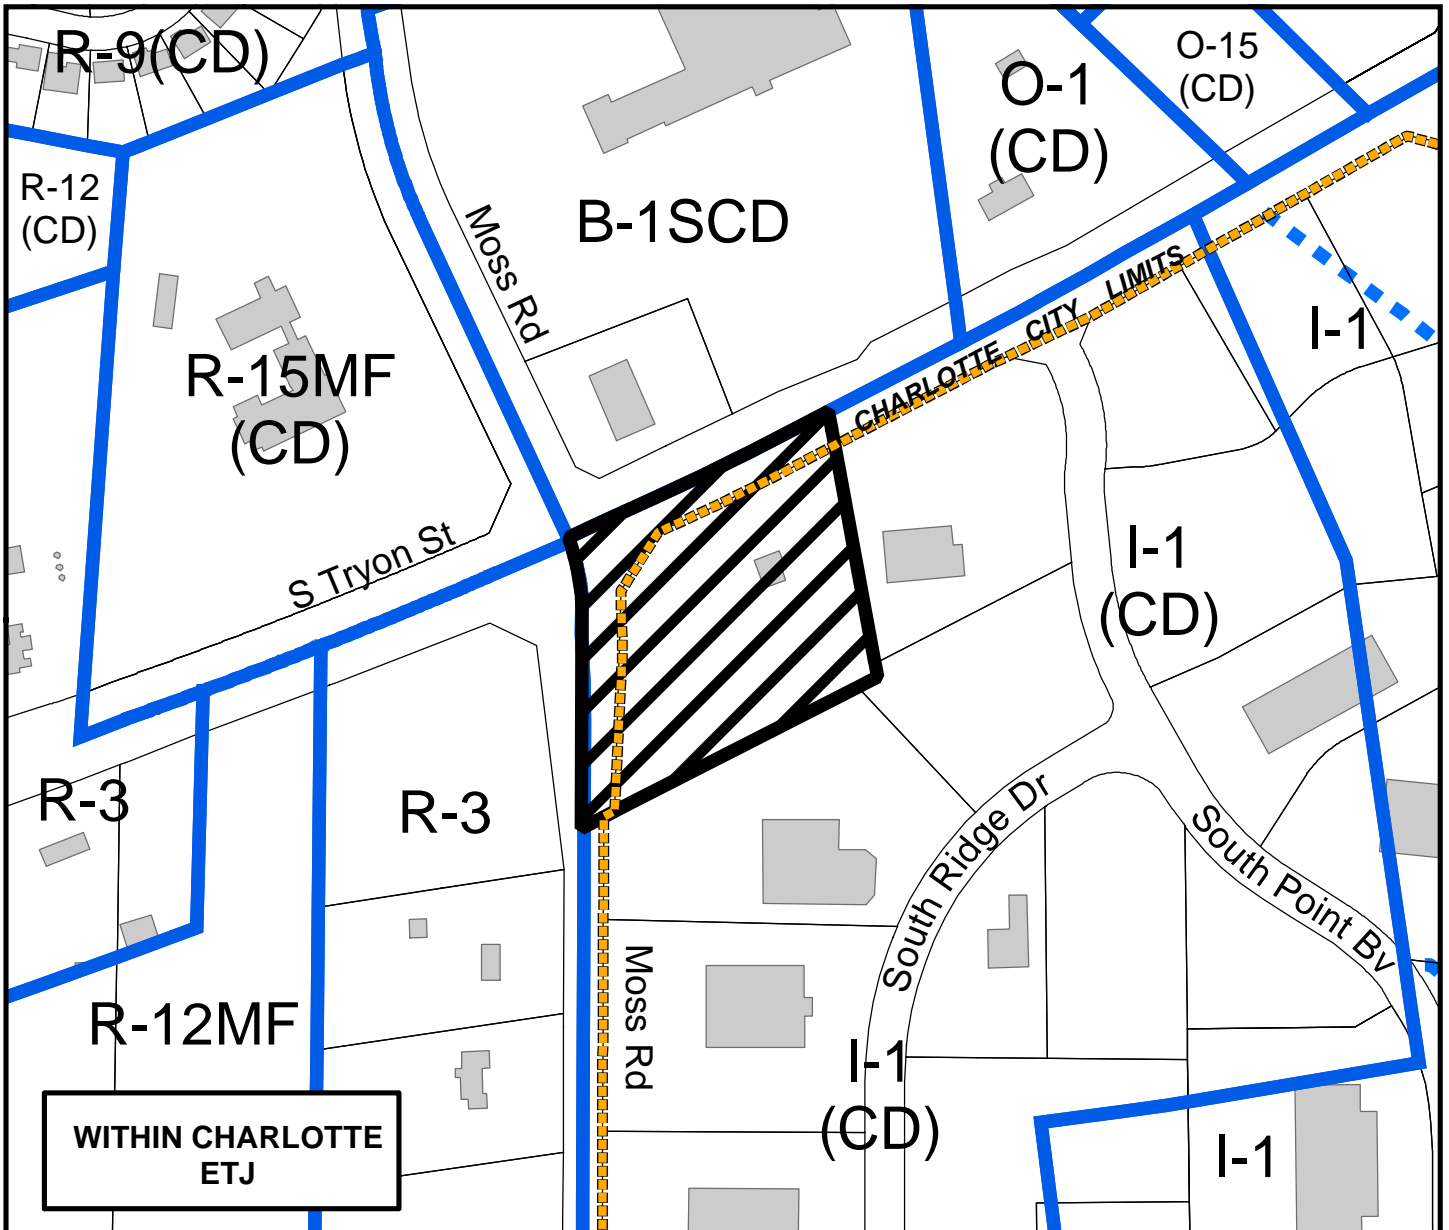 R-9(CD)
O-15
(CD)
O-1
(CD)
R-12
(CD)
B-1SCD
Moss Rd
CHARLOTTE CITY LIMITS
I-1
R-15MF
(CD)
S Tryon St
I-1
(CD)
R-3
R-3
South Ridge Dr
South Point Bv
Moss Rd
R-12MF
I-1
(CD)
I-1
WITHIN CHARLOTTE
ETJ